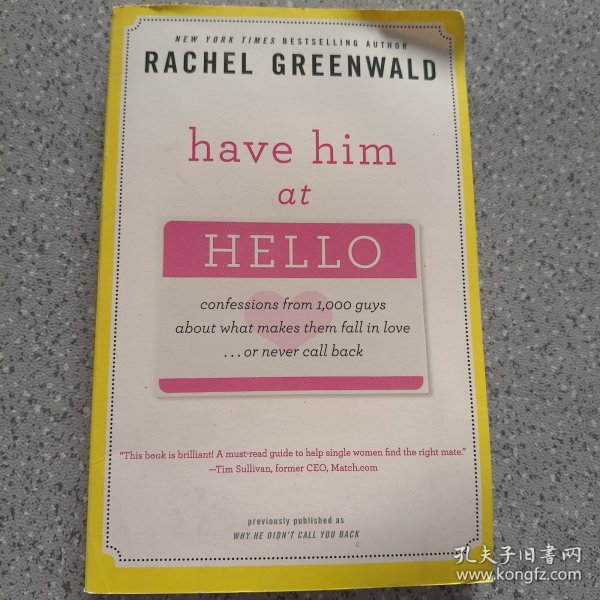 NEW YORK TIMES BESTSELLING AUTHOR
RACHEL GREENWALD
have him
at
HELLO
confessions from 1,000 guys
about what makes them fall in love
...or never call back
"This book is brilliant! A must-read guide to help single women find the right mate."
—Tim Sullivan, former CEO, Match.com
previously published as
WHY HE DIDN'T CALL YOU BACK
孔夫子旧书网
www.kongfz.com